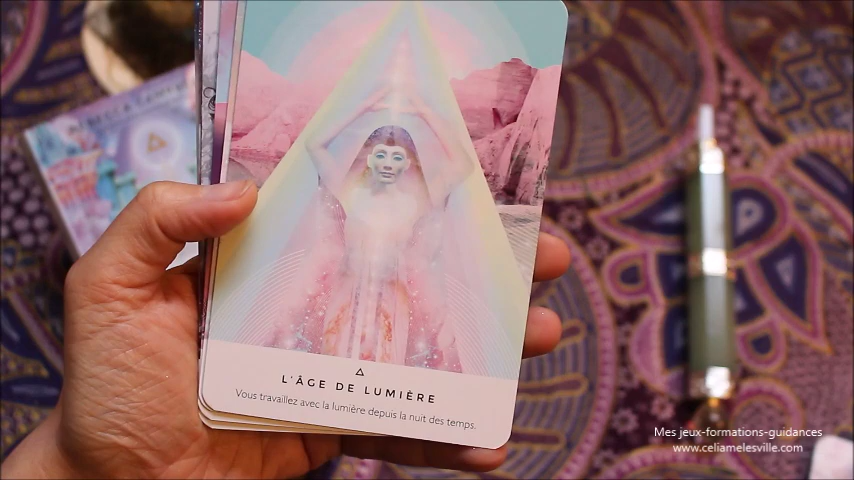 L'ÂGE DE LUMIÈRE
Vous travaillez avec la lumière depuis la nuit des temps.
Mes jeux-formations-guidances
www.celiamelesville.com